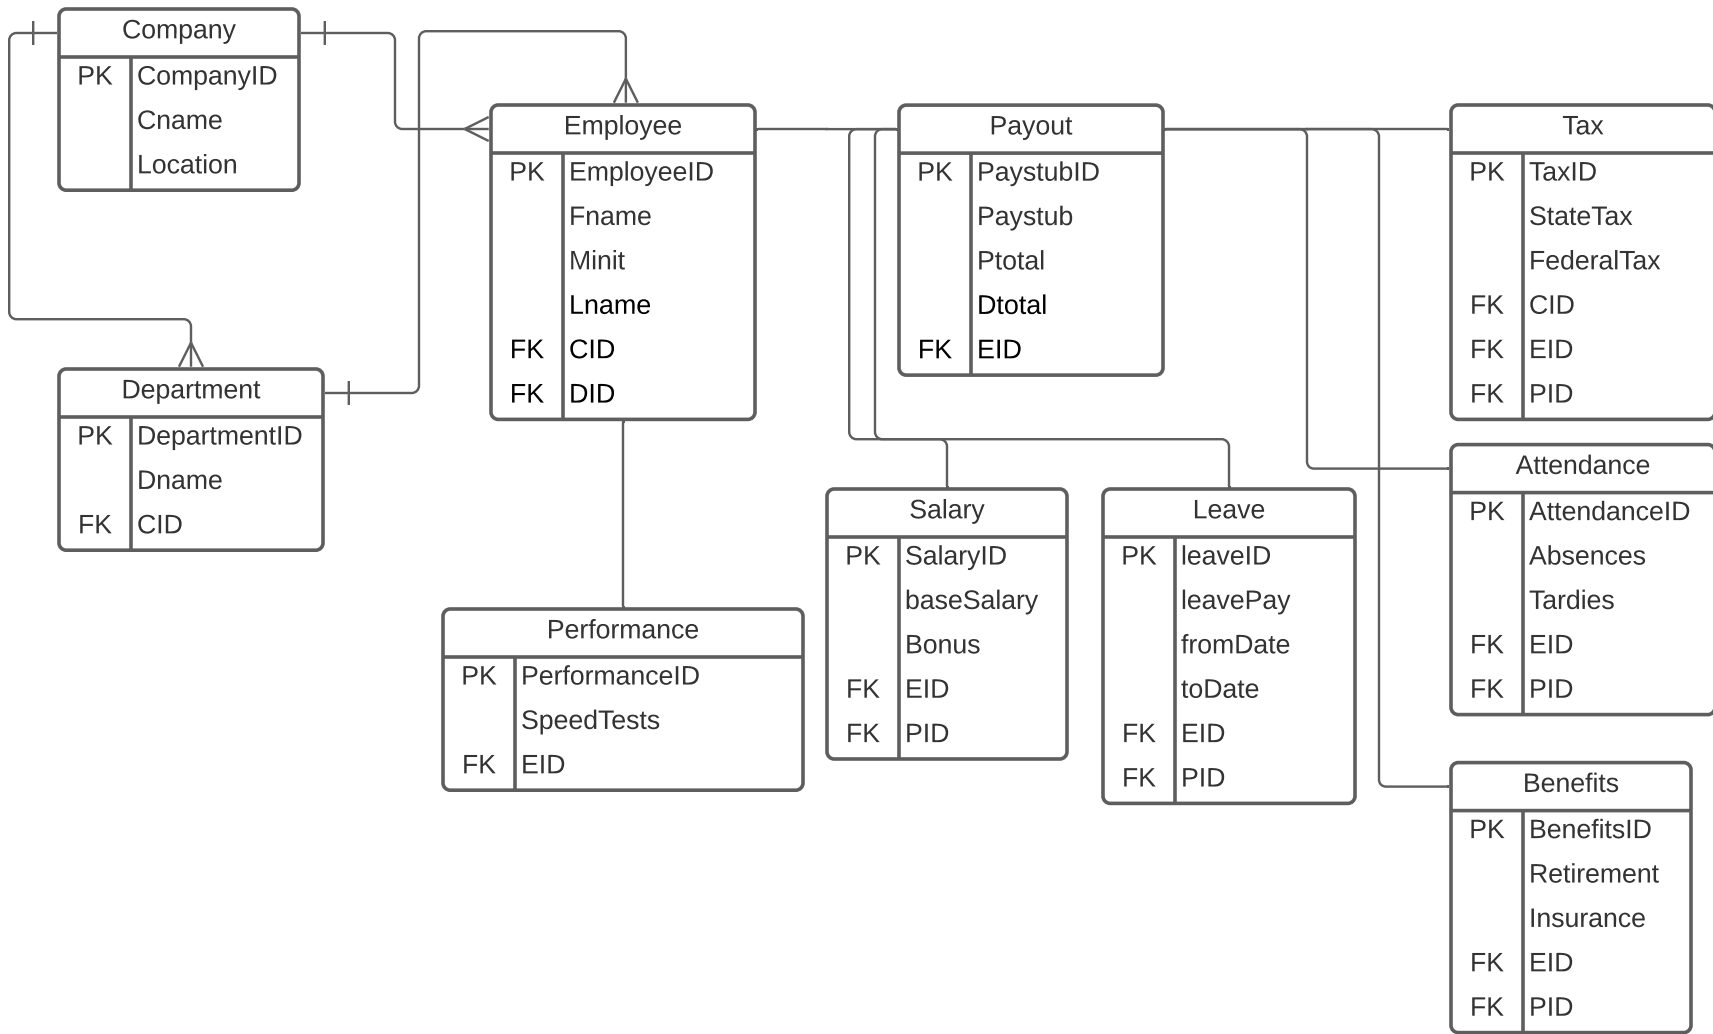 Company
PK CompanyID
Cname
Location
Department
PK DepartmentID
Dname
FK CID
Employee
PK EmployeeID
Fname
Minit
Lname
FK CID
FK DID
Performance
PK PerformanceID
SpeedTests
FK EID
Payout
PK PaystubID
Paystub
Ptotal
Dtotal
FK EID
Salary
PK SalaryID
baseSalary
Bonus
FK EID
FK PID
Leave
PK leaveID
leavePay
fromDate
toDate
FK EID
FK PID
Tax
PK TaxID
StateTax
FederalTax
FK CID
FK EID
FK PID
Attendance
PK AttendanceID
Absences
Tardies
FK EID
FK PID
Benefits
PK BenefitsID
Retirement
Insurance
FK EID
FK PID